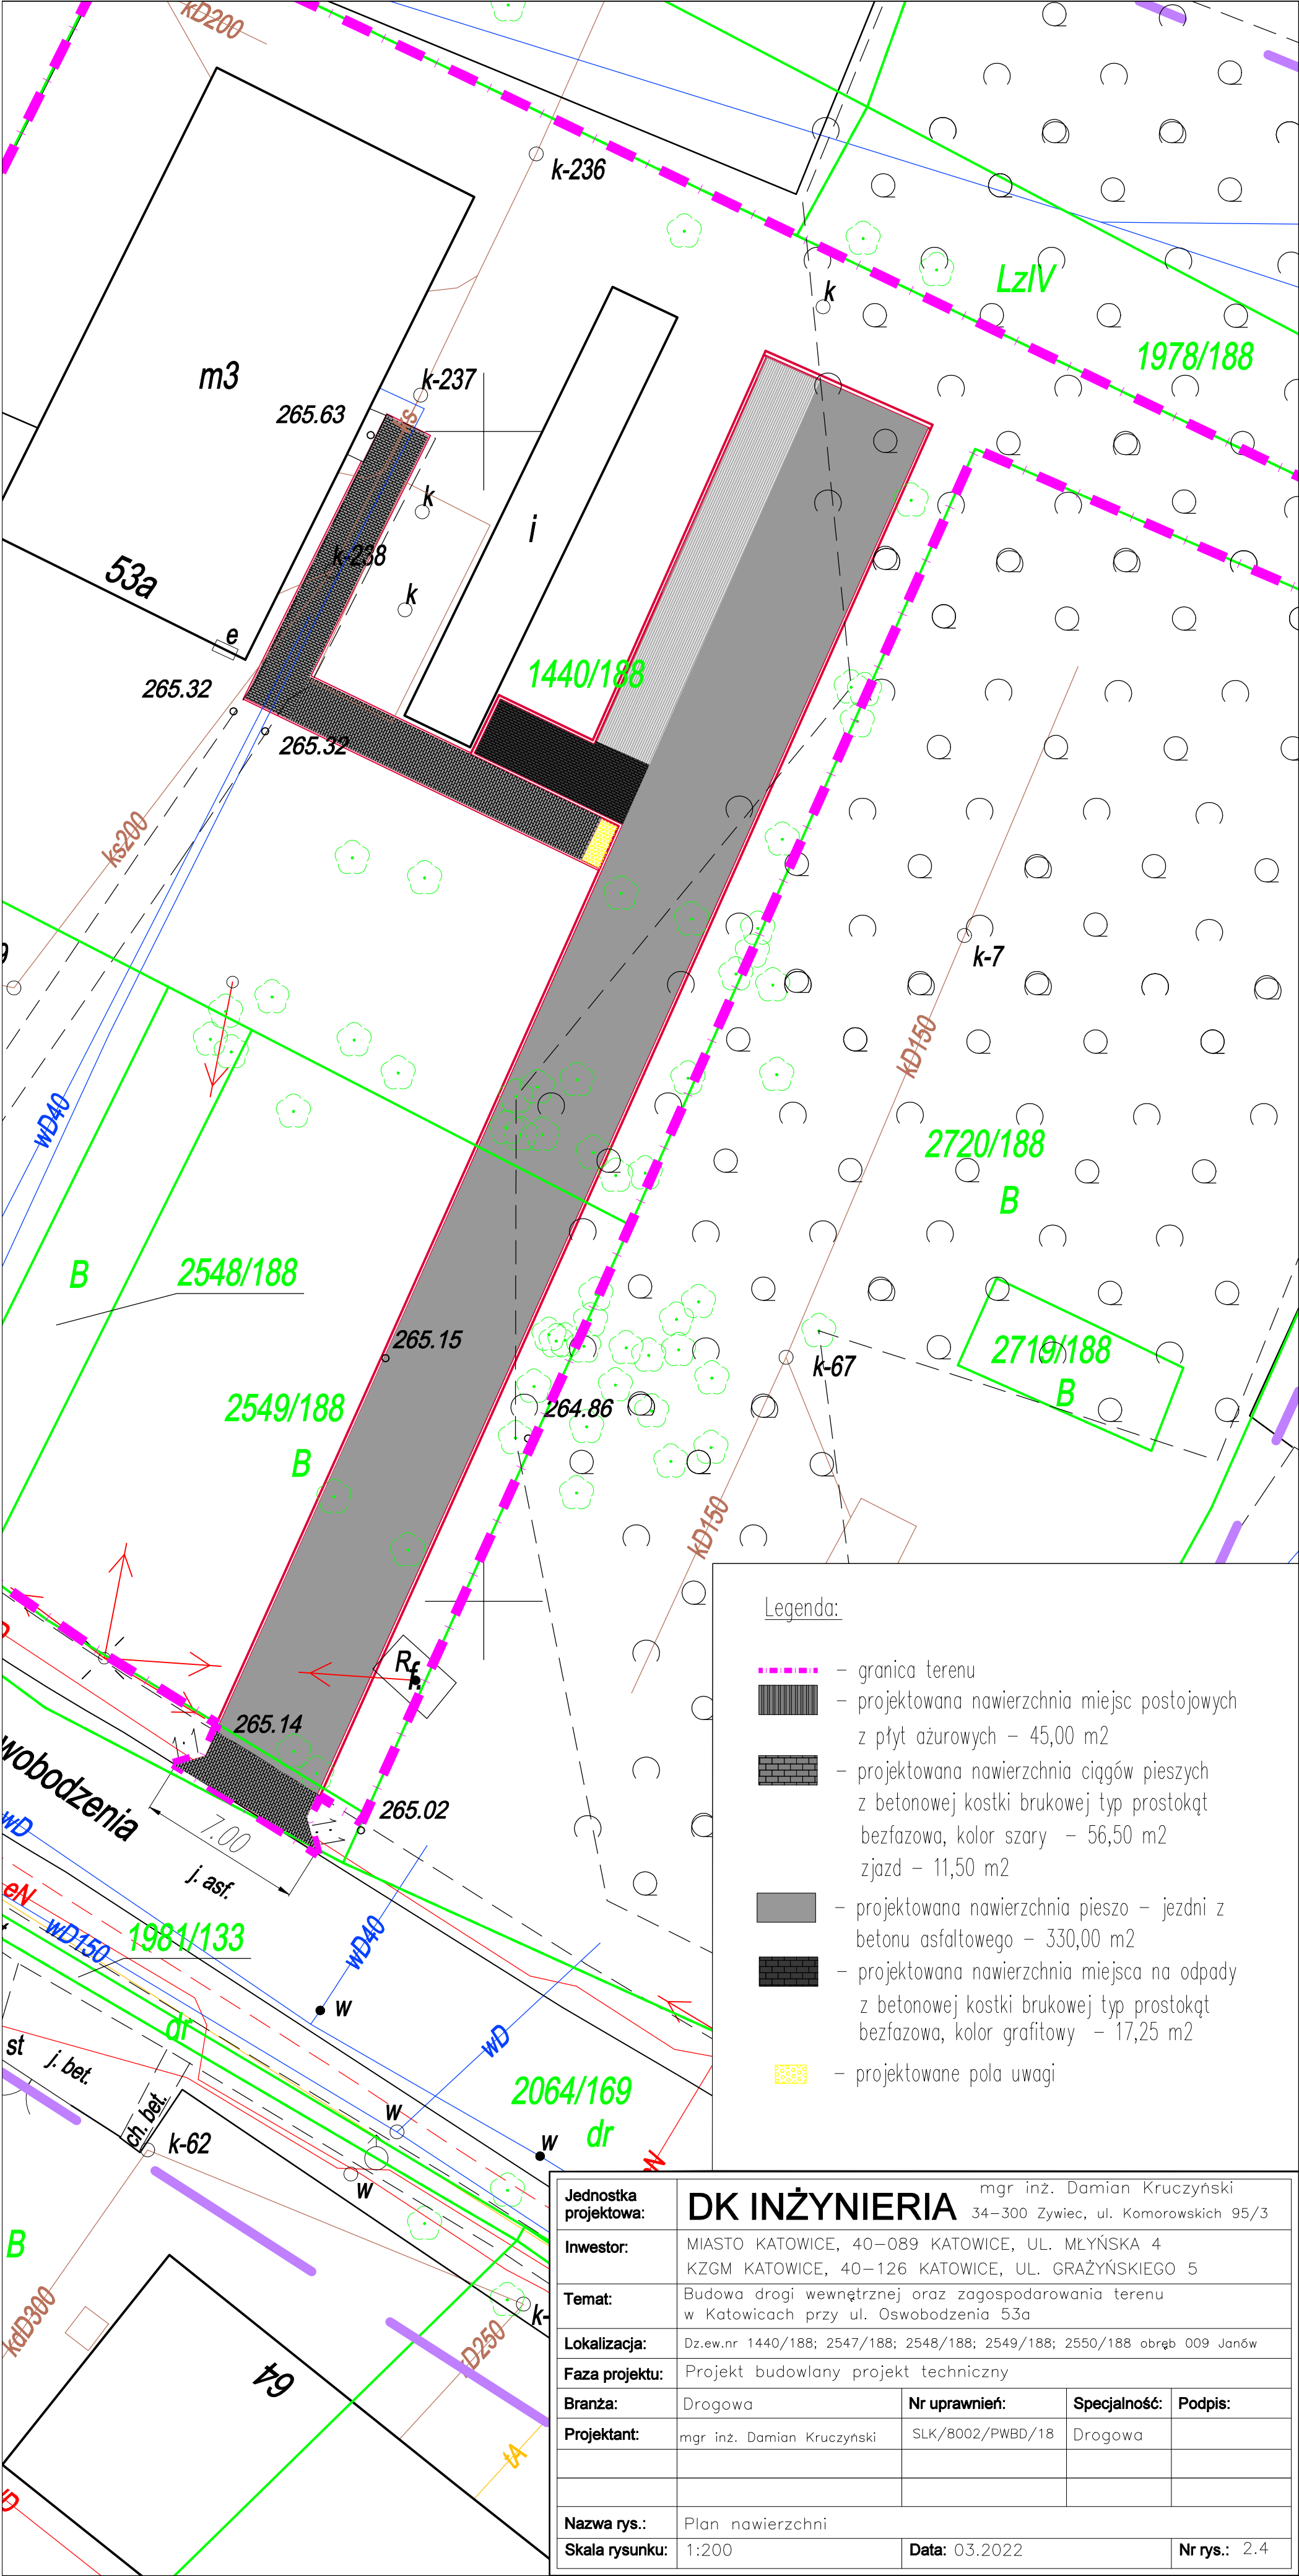 kD200
k-236
LzIV
k
1978/188
m3
k-237
265.63
ks
k
i
k-238
53a
k
e
1440/188
265.32
265.32
ks200
9
k-7
kD150
wD40
2720/188
B
B
2548/188
265.15
2719/188
B
k-67
2549/188
264.86
B
kD150
R
f.
265.14
1:1
wobodzenia
265.02
1:1
7.00
wD
j. asf.
eN
wD150
1981/133
wD40
w
dr
wD
st
j. bet.
2064/169
dr
ch. bet.
w
k-62
w
w
eN
B
kdD300
k-
kD250
64
tA
Legenda:
– granica terenu
– projektowana nawierzchnia miejsc postojowych
z płyt ażurowych – 45,00 m2
– projektowana nawierzchnia ciągów pieszych
z betonowej kostki brukowej typ prostokąt
bezfazowa, kolor szary – 56,50 m2
zjazd – 11,50 m2
– projektowana nawierzchnia pieszo – jezdni z
betonu asfaltowego – 330,00 m2
– projektowana nawierzchnia miejsca na odpady
z betonowej kostki brukowej typ prostokąt
bezfazowa, kolor grafitowy – 17,25 m2
– projektowane pola uwagi
Jednostka projektowa: DK INŻYNIERIA mgr inż. Damian Kruczyński
34–300 Zywiec, ul. Komorowskich 95/3
Inwestor: MIASTO KATOWICE, 40–089 KATOWICE, UL. MŁYŃSKA 4
KZGM KATOWICE, 40–126 KATOWICE, UL. GRAŻYŃSKIEGO 5
Temat: Budowa drogi wewnętrznej oraz zagospodarowania terenu
w Katowicach przy ul. Oswobodzenia 53a
Lokalizacja: Dz.ew.nr 1440/188; 2547/188; 2548/188; 2549/188; 2550/188 obręb 009 Janów
Faza projektu: Projekt budowlany projekt techniczny
Branża: Drogowa Nr uprawnień: Specjalność: Podpis:
Projektant: mgr inż. Damian Kruczyński SLK/8002/PWBD/18 Drogowa
Nazwa rys.: Plan nawierzchni
Skala rysunku: 1:200 Data: 03.2022 Nr rys.: 2.4